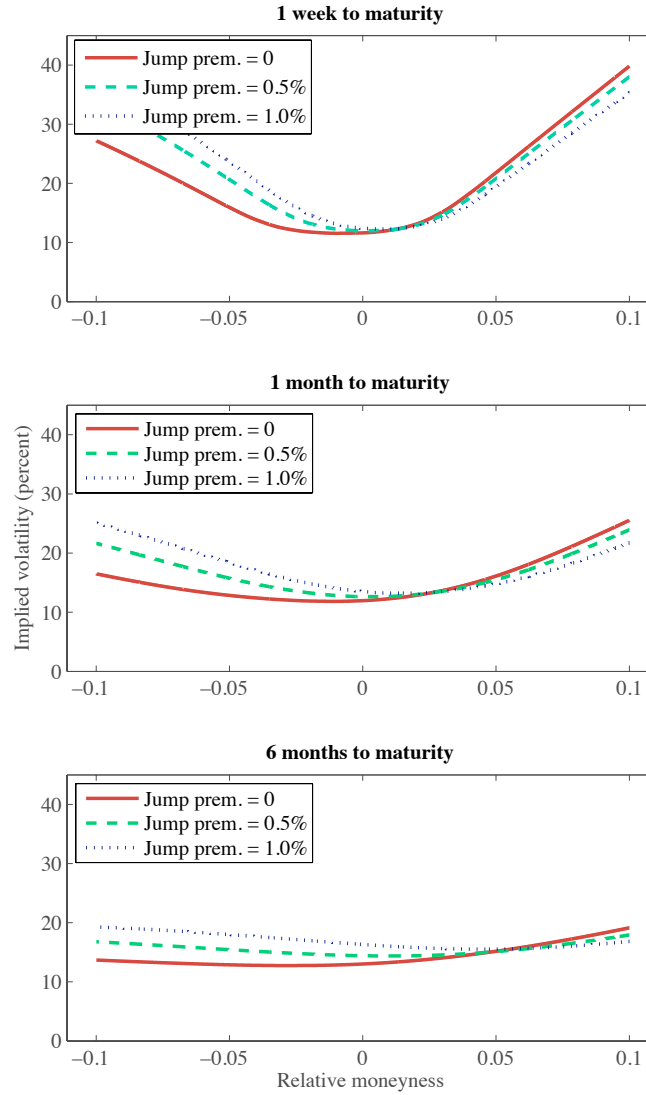 1 week to maturity
Jump prem. = 0
Jump prem. = 0.5%
Jump prem. = 1.0%
40
30
20
10
0
–0.1
–0.05
0
0.05
0.1
1 month to maturity
Jump prem. = 0
Jump prem. = 0.5%
Jump prem. = 1.0%
Implied volatility (percent)
40
30
20
10
0
–0.1
–0.05
0
0.05
0.1
6 months to maturity
Jump prem. = 0
Jump prem. = 0.5%
Jump prem. = 1.0%
40
30
20
10
0
–0.1
–0.05
0
0.05
0.1
Relative moneyness